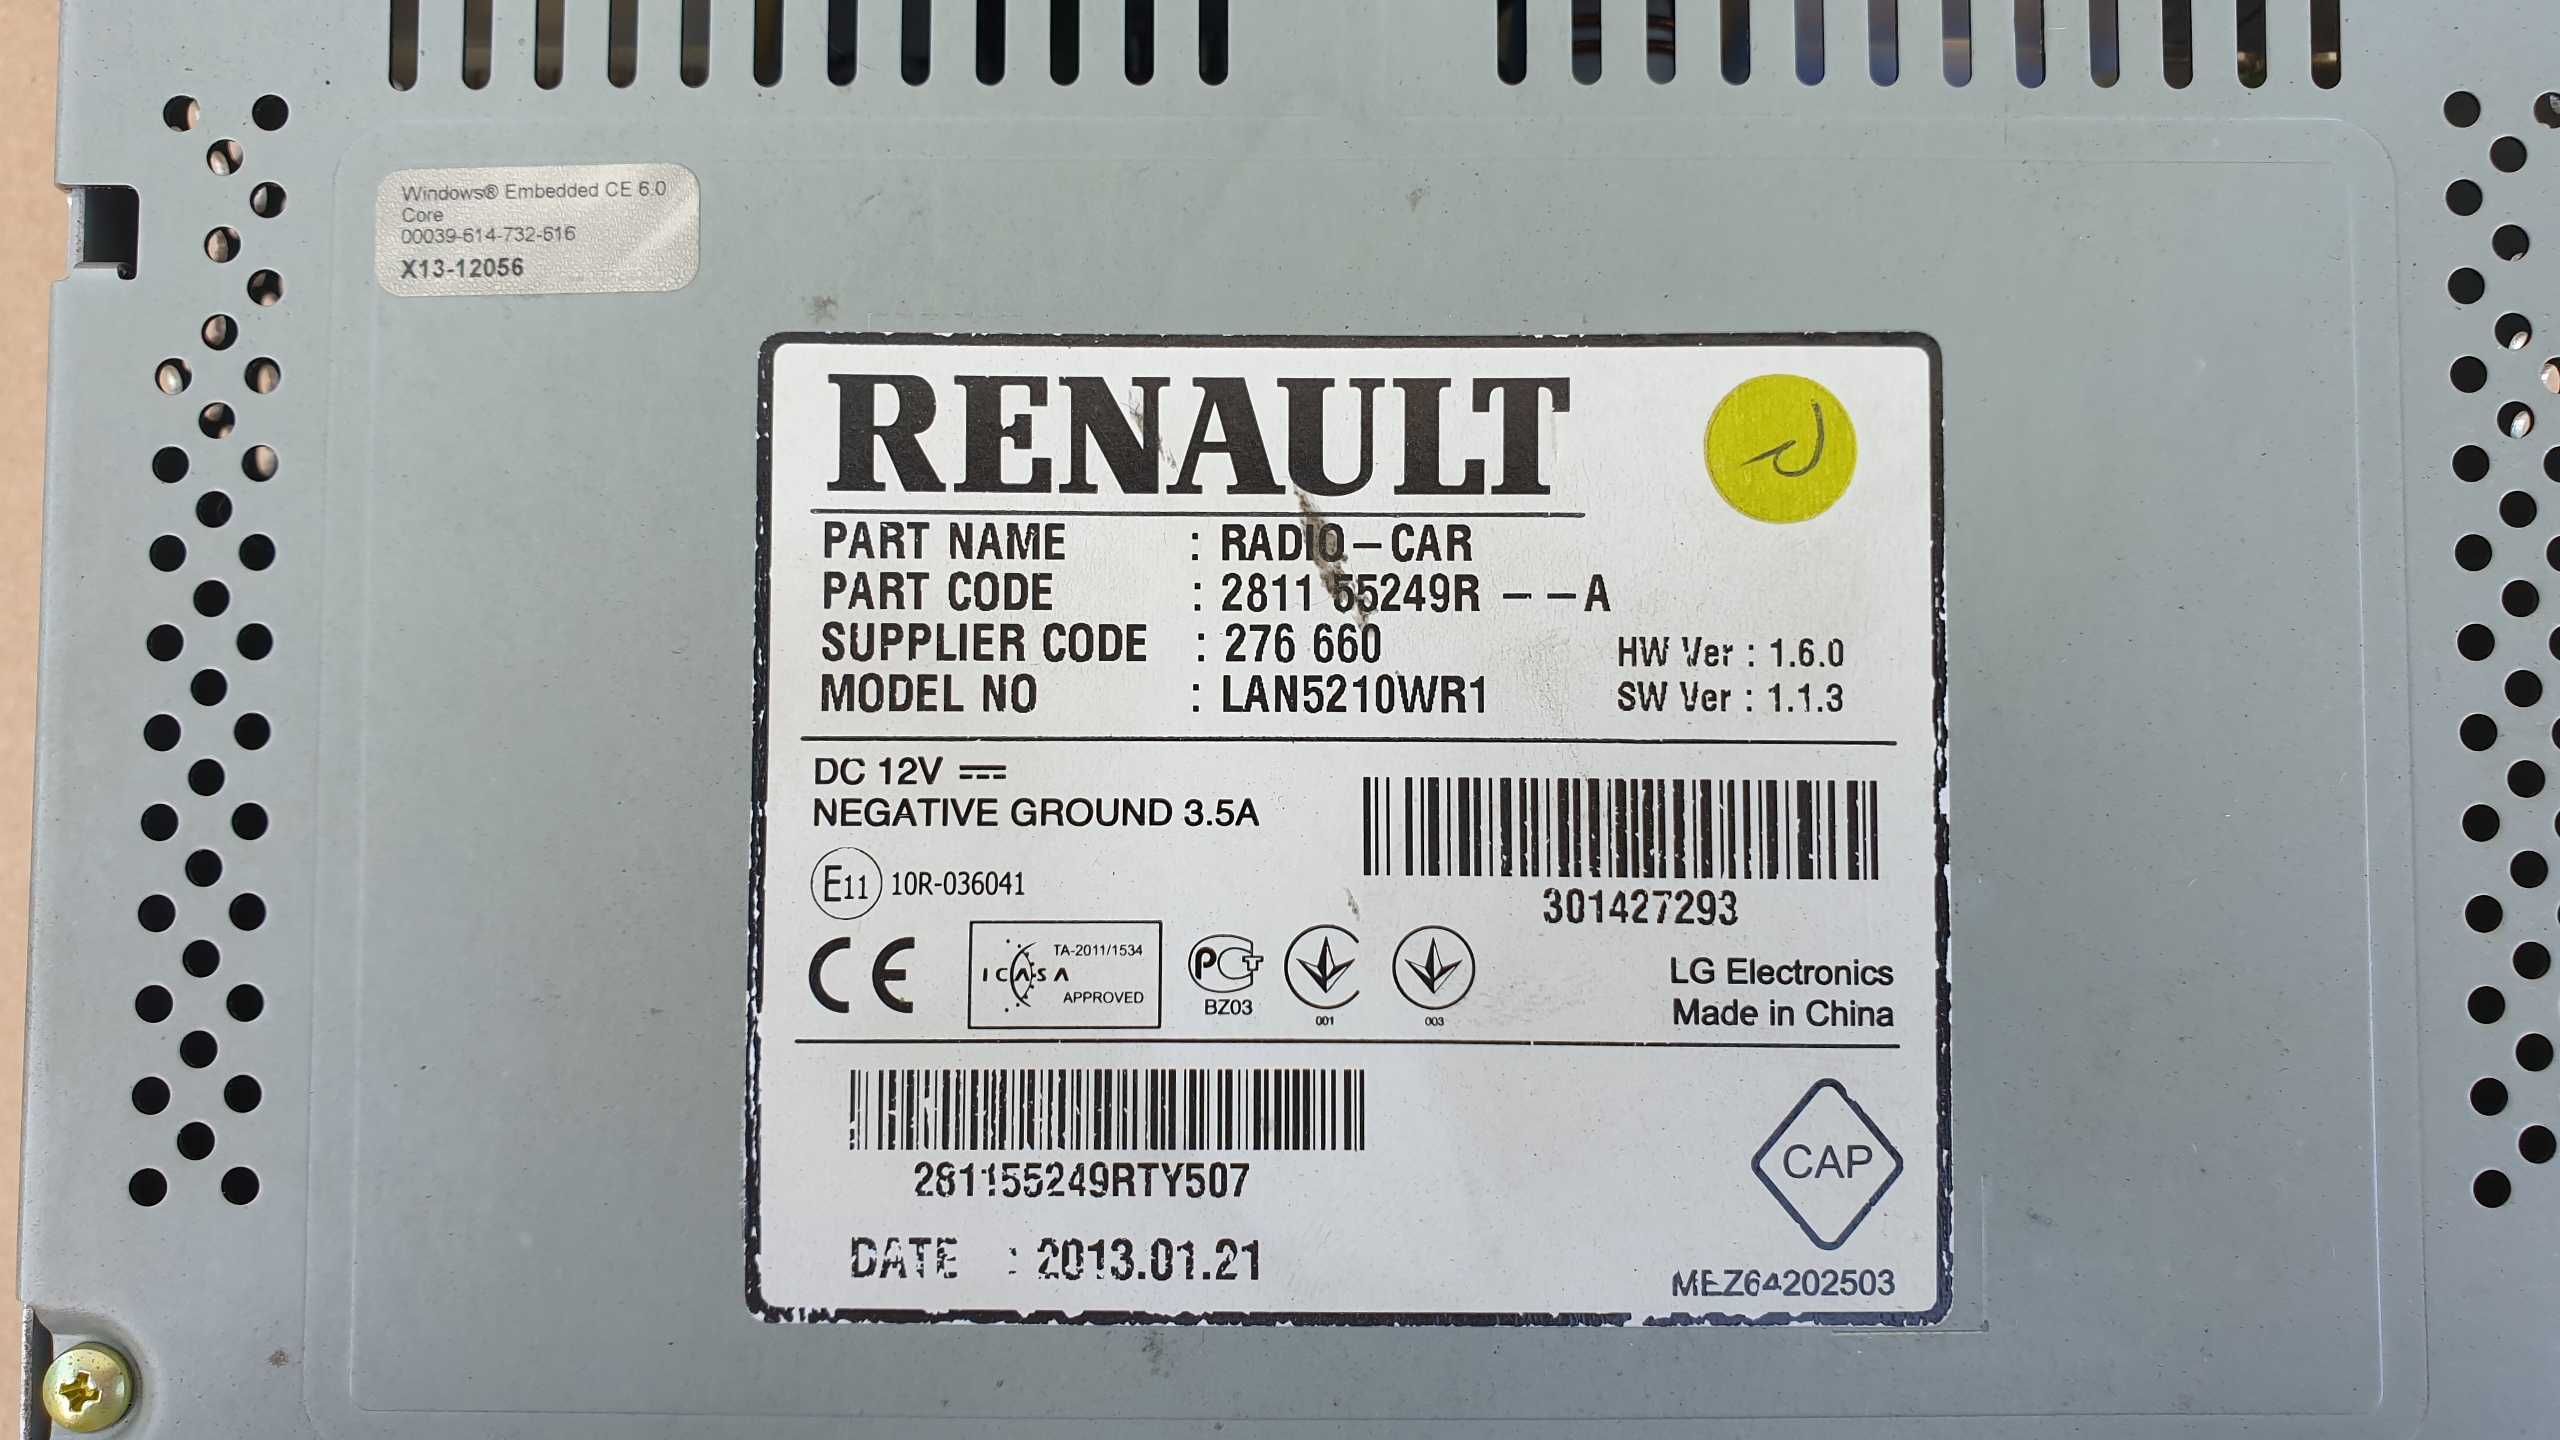 Windows® Embedded CE 6.0
Core
00039-614-732-616
X13-12056
RENAULT
PART NAME : RADIO-CAR
PART CODE : 2811 55249R --A
SUPPLIER CODE : 276 660
HW Ver : 1.6.0
MODEL NO : LAN5210WR1
SW Ver : 1.1.3
DC 12V
NEGATIVE GROUND 3.5A
E11 10R-036041
301427293
CE
ICASA
TA-2011/1534
APPROVED
PCT
BZ03
001
003
LG Electronics
Made in China
281155249RTY507
CAP
DATE : 2013.01.21
MEZ64202503